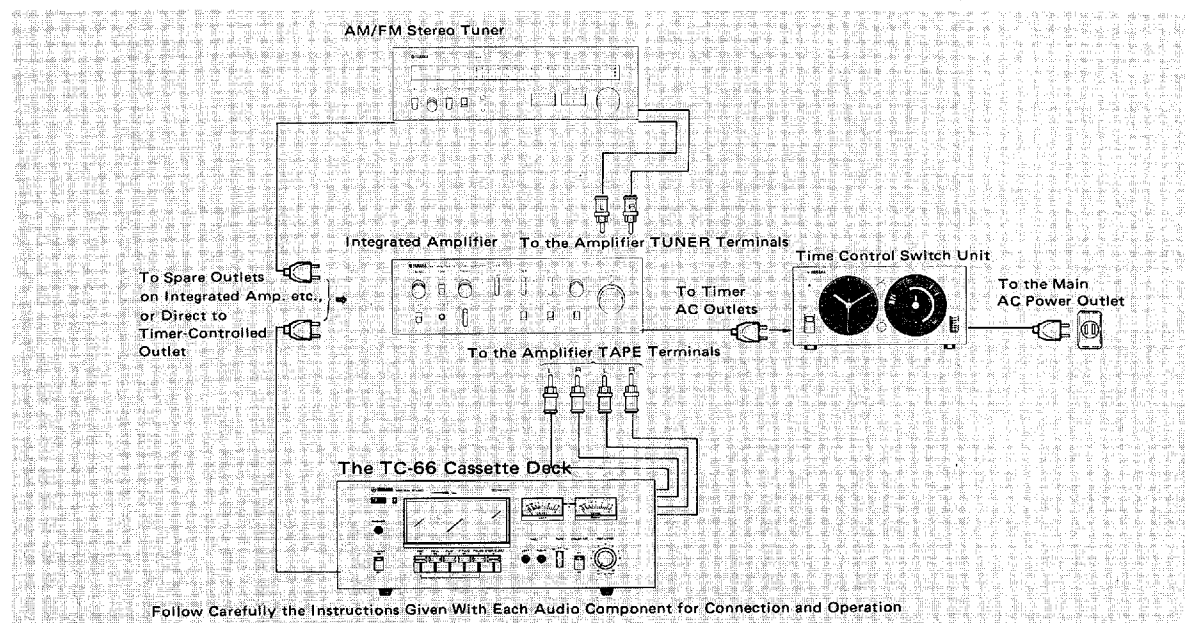 AM/FM Stereo Tuner
L R
Integrated Amplifier
To the Amplifier TUNER Terminals
Time Control Switch Unit
To Spare Outlets
on Integrated Amp. etc.,
or Direct to
Timer-Controlled
Outlet
To Timer
AC Outlets
To the Main
AC Power Outlet
To the Amplifier TAPE Terminals
L R L R
The TC-66 Cassette Deck
Follow Carefully the Instructions Given With Each Audio Component for Connection and Operation